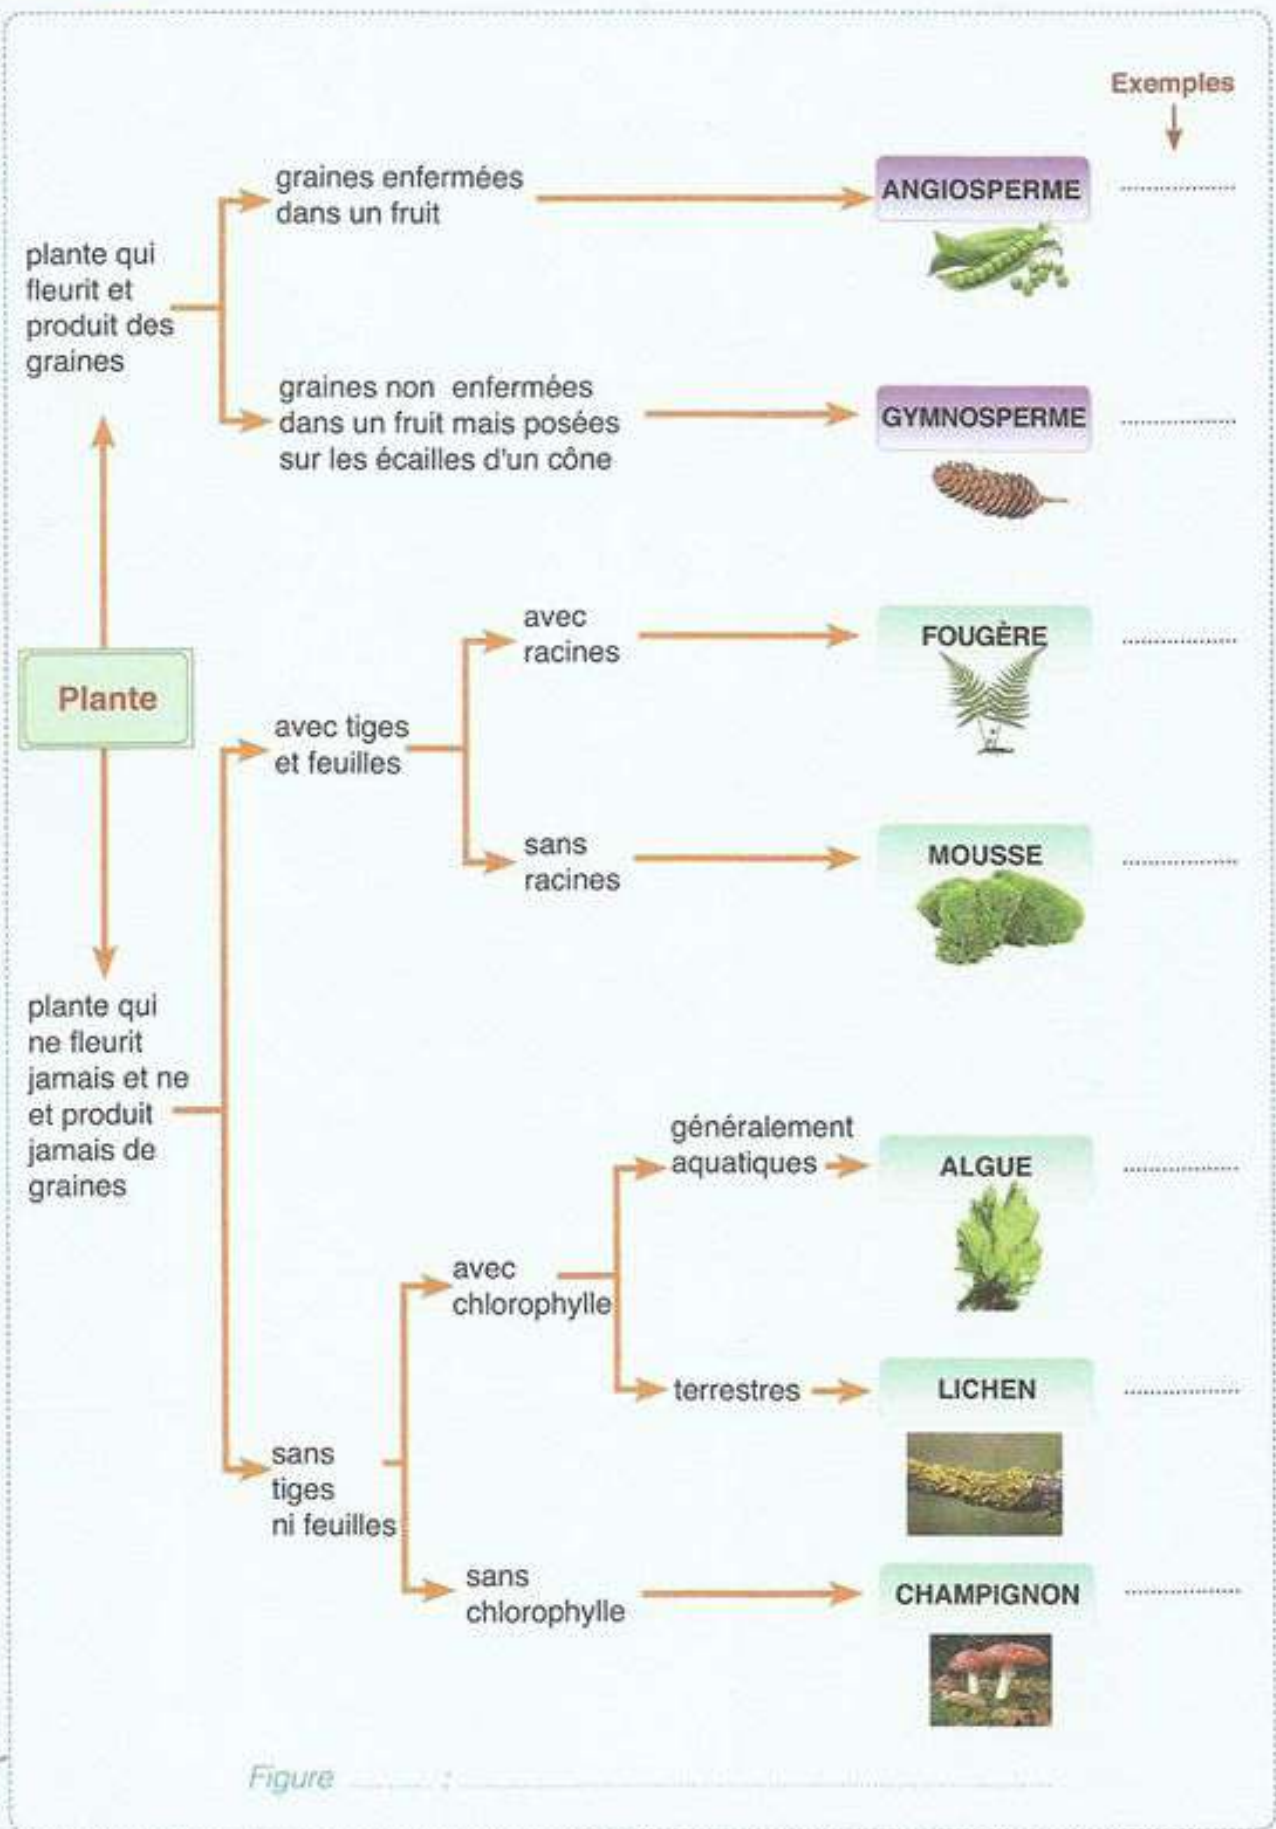 Exemples
graines enfermées
dans un fruit
ANGIOSPERME
....................
plante qui
fleurit et
produit des
graines
graines non enfermées
dans un fruit mais posées
sur les écailles d'un cône
GYMNOSPERME
....................
avec
racines
FOUGÈRE
....................
Plante
avec tiges
et feuilles
sans
racines
MOUSSE
....................
plante qui
ne fleurit
jamais et ne
et produit
jamais de
graines
généralement
aquatiques
ALGUE
....................
avec
chlorophylle
terrestres
LICHEN
....................
sans
tiges
ni feuilles
sans
chlorophylle
CHAMPIGNON
....................
Figure .......... : ..............................